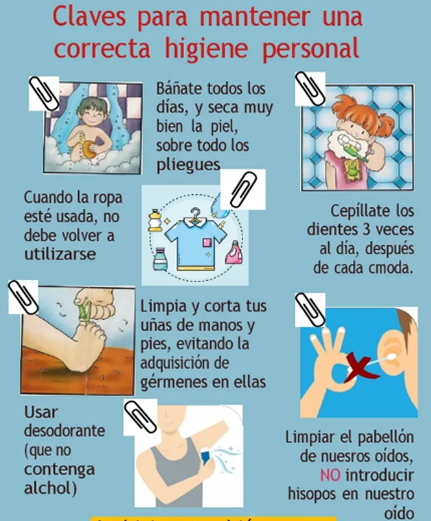 Claves para mantener una
correcta higiene personal
Báñate todos los
días, y seca muy
bien la piel,
sobre todo los
pliegues
Cuando la ropa
esté usada, no
debe volver a
utilizarse
Cepíllate los
dientes 3 veces
al día, después
de cada cmoda.
Limpia y corta tus
uñas de manos y
pies, evitando la
adquisición de
gérmenes en ellas
Usar
desodorante
(que no
contenga
alchol)
Limpiar el pabellón
de nuesros oídos,
NO introducir
hisopos en nuestro
oído